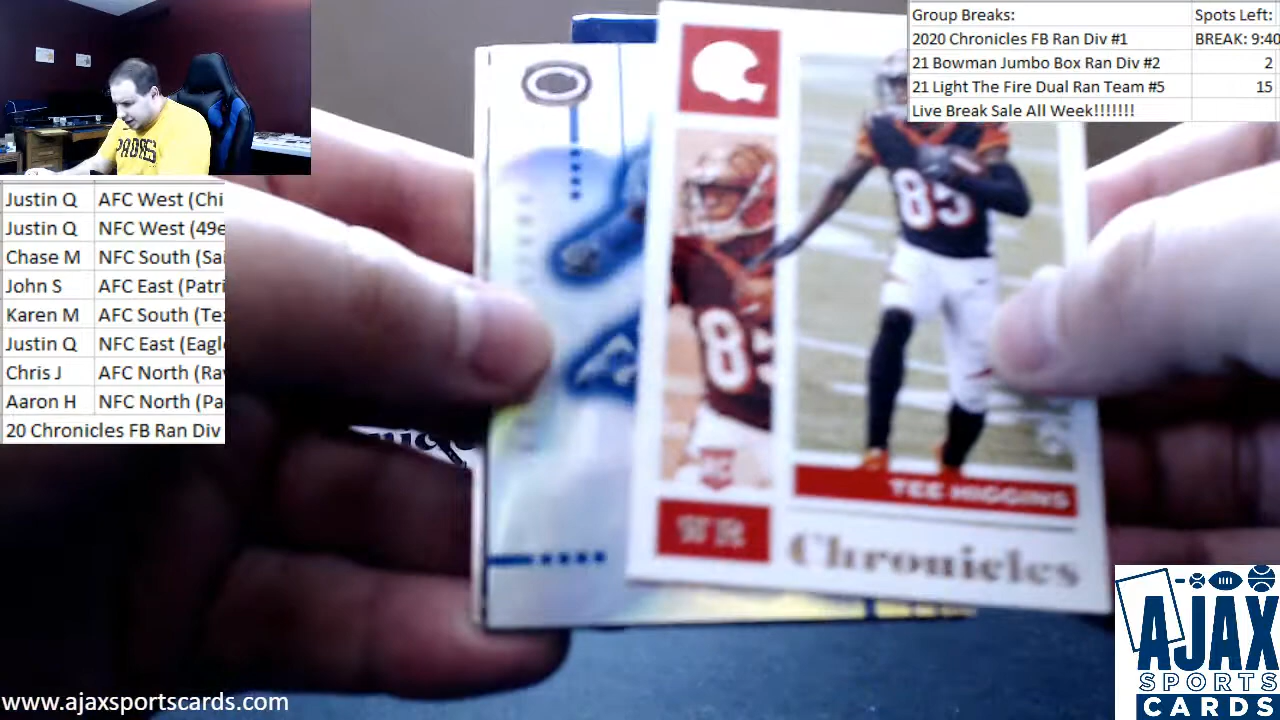 Group Breaks: Spots Left:
2020 Chronicles FB Ran Div #1 BREAK: 9:40
21 Bowman Jumbo Box Ran Div #2 2
21 Light The Fire Dual Ran Team #5 15
Live Break Sale All Week!!!!!!!
PADRES
Justin Q AFC West (Chi
Justin Q NFC West (49e
Chase M NFC South (Sai
John S AFC East (Patri
Karen M AFC South (Te
Justin Q NFC East (Eagl
Chris J AFC North (Ra
Aaron H NFC North (Pa
20 Chronicles FB Ran Div
85
85
RC
TEE HIGGINS
WR
Chronicles
AJAX
SPORTS
CARDS
www.ajaxsportscards.com